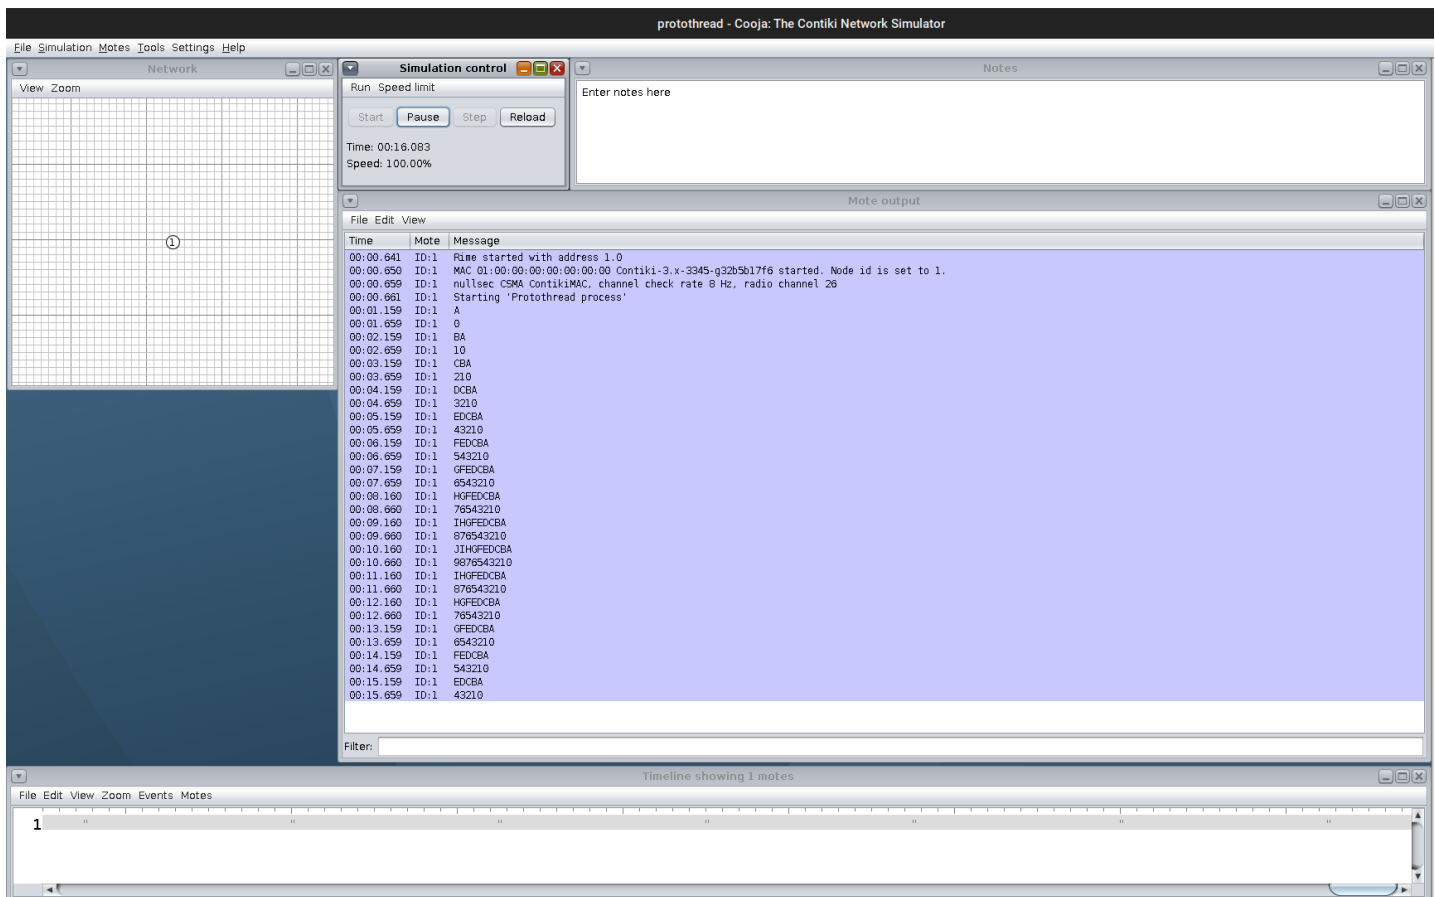 protothread - Cooja: The Contiki Network Simulator
File Simulation Motes Tools Settings Help
Network
View Zoom
1
Simulation control
Run Speed limit
Start Pause Step Reload
Time: 00:16.083
Speed: 100.00%
Notes
Enter notes here
Mote output
File Edit View
Time Mote Message
00:00.641 ID:1 Rime started with address 1.0
00:00.650 ID:1 MAC 01:00:00:00:00:00:00:00 Contiki-3.x-3345-g32b5b17f6 started. Node id is set to 1.
00:00.659 ID:1 nullsec CSMA ContikiMAC, channel check rate 8 Hz, radio channel 26
00:00.661 ID:1 Starting 'Protothread process'
00:01.159 ID:1 A
00:01.659 ID:1 0
00:02.159 ID:1 BA
00:02.659 ID:1 10
00:03.159 ID:1 CBA
00:03.659 ID:1 210
00:04.159 ID:1 DCBA
00:04.659 ID:1 3210
00:05.159 ID:1 EDCBA
00:05.659 ID:1 43210
00:06.159 ID:1 FEDCBA
00:06.659 ID:1 543210
00:07.159 ID:1 GFEDCBA
00:07.659 ID:1 6543210
00:08.160 ID:1 HGFEDCBA
00:08.660 ID:1 76543210
00:09.160 ID:1 IHGFEDCBA
00:09.660 ID:1 876543210
00:10.160 ID:1 JIHGFEDCBA
00:10.660 ID:1 9876543210
00:11.160 ID:1 IHGFEDCBA
00:11.660 ID:1 876543210
00:12.160 ID:1 HGFEDCBA
00:12.660 ID:1 76543210
00:13.159 ID:1 GFEDCBA
00:13.659 ID:1 6543210
00:14.159 ID:1 FEDCBA
00:14.659 ID:1 543210
00:15.159 ID:1 EDCBA
00:15.659 ID:1 43210
Filter:
Timeline showing 1 motes
File Edit View Zoom Events Motes
1